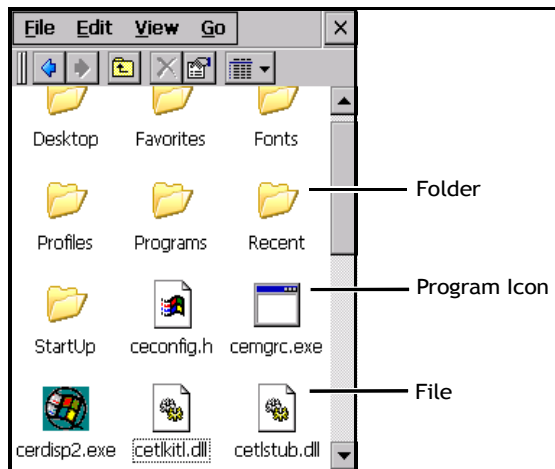 File Edit View Go
Desktop Favorites Fonts
Profiles Programs Recent
Folder
StartUp ceconfig.h cemgrc.exe
Program Icon
cerdisp2.exe cetlkitl.dll cetlstub.dll
File